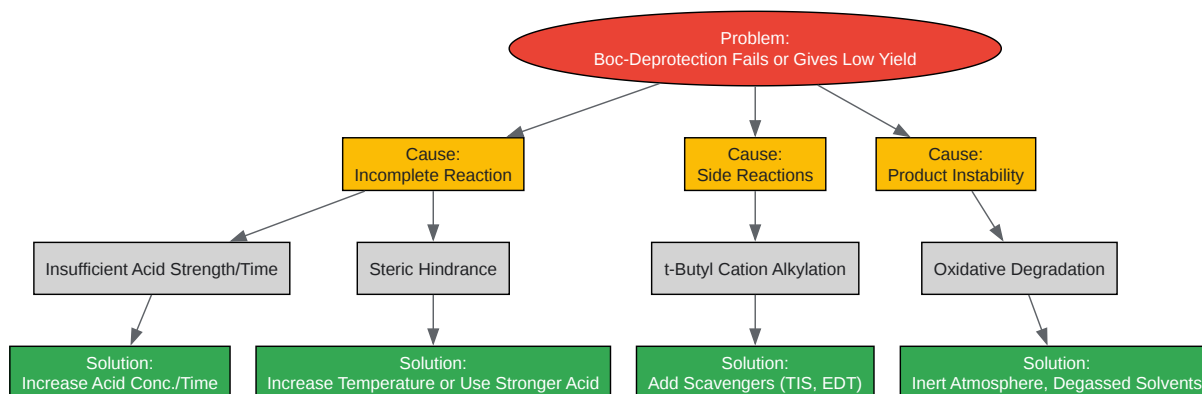 Problem:
Boc-Deprotection Fails or Gives Low Yield
Cause:
Incomplete Reaction
Cause:
Side Reactions
Cause:
Product Instability
Insufficient Acid Strength/Time
Steric Hindrance
t-Butyl Cation Alkylation
Oxidative Degradation
Solution:
Increase Acid Conc./Time
Solution:
Increase Temperature or Use Stronger Acid
Solution:
Add Scavengers (TIS, EDT)
Solution:
Inert Atmosphere, Degassed Solvents